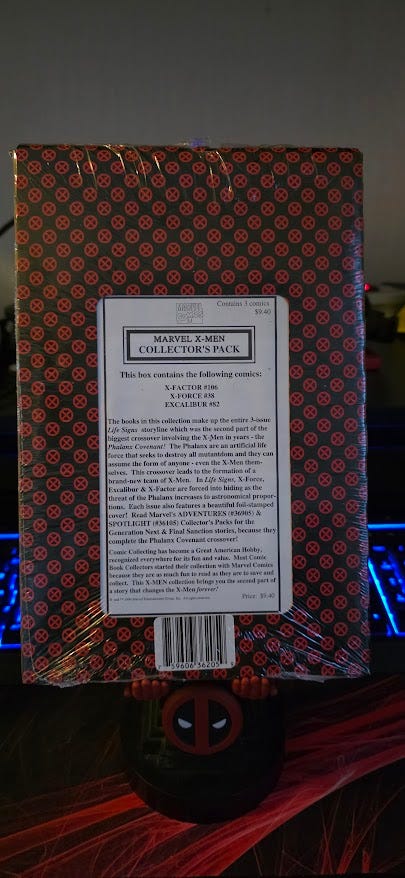 MARVEL
COMICS
Contains 3 comics
$9.40
MARVEL X-MEN
COLLECTOR'S PACK
This box contains the following comics:
X-FACTOR #106
X-FORCE #38
EXCALIBUR #82
The books in this collection make up the entire 3-issue
Life Signs storyline which was the second part of the
biggest crossover involving the X-Men in years - the
Phalanx Covenant! The Phalanx are an artificial life
force that seeks to destroy all mutantdom and they can
assume the form of anyone - even the X-Men them-
selves. This crossover leads to the formation of a
brand-new team of X-Men. In Life Signs, X-Force,
Excalibur & X-Factor are forced into hiding as the
threat of the Phalanx increases to astronomical propor-
tions. Each issue also features a beautiful foil-stamped
cover! Read Marvel's ADVENTURES (#36905) &
SPOTLIGHT (#36105) Collector's Packs for the
Generation Next & Final Sanction stories, because they
complete the Phalanx Covenant crossover!
Comic Collecting has become a Great American Hobby,
recognized everywhere for its fun and value. Most Comic
Book Collectors started their collection with Marvel Comics
because they are as much fun to read as they are to save and
collect. This X-MEN collection brings you the second part of
a story that changes the X-Men forever!
Price: $9.40
59606 36205